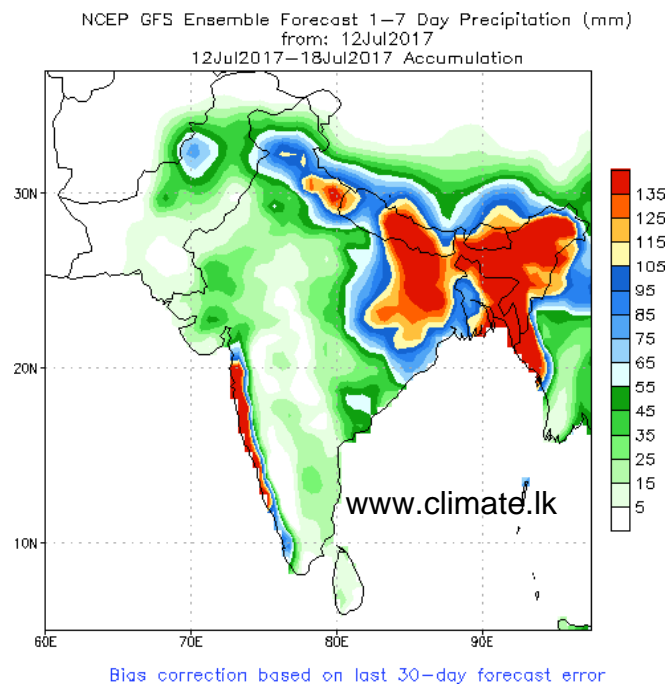 NCEP GFS Ensemble Forecast 1-7 Day Precipitation (mm)
from: 12Jul2017
12Jul2017-18Jul2017 Accumulation
30N
20N
10N
60E
70E
80E
90E
135
125
115
105
95
85
75
65
55
45
35
25
15
5
www.climate.lk
Bias correction based on last 30-day forecast error